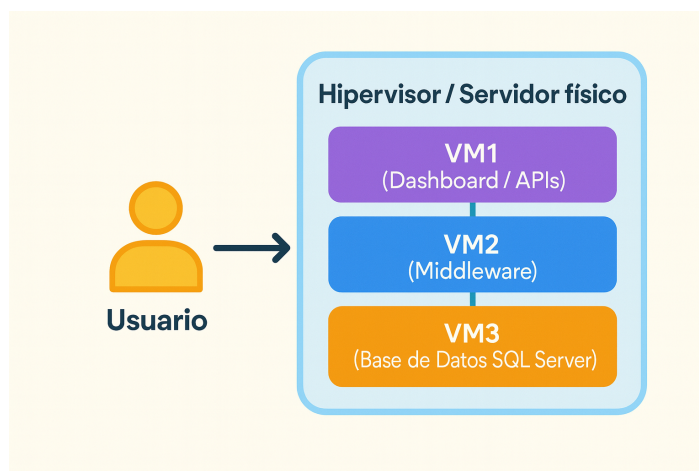 Hipervisor / Servidor físico
VM1
(Dashboard / APIs)
VM2
(Middleware)
VM3
(Base de Datos SQL Server)
Usuario